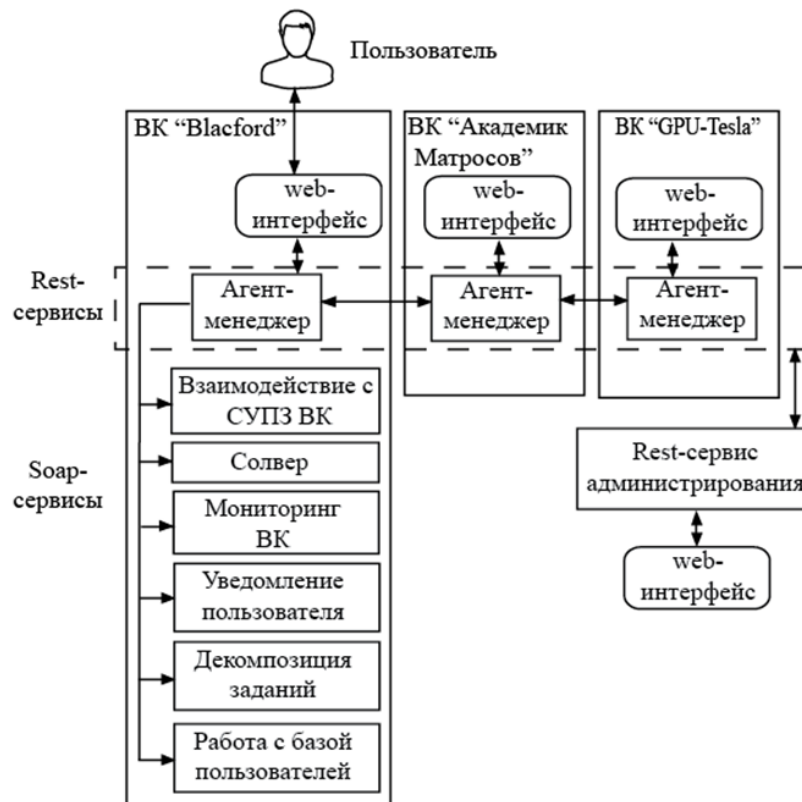 Пользователь
ВК “Blacford”
web-
интерфейс
ВК “Академик
Матросов”
web-
интерфейс
ВК “GPU-Tesla”
web-
интерфейс
Rest-
сервисы
Агент-
менеджер
Агент-
менеджер
Агент-
менеджер
Soap-
сервисы
Взаимодействие с
СУПЗ ВК
Солвер
Мониторинг
ВК
Уведомление
пользователя
Декомпозиция
заданий
Работа с базой
пользователей
Rest-сервис
администрирования
web-
интерфейс